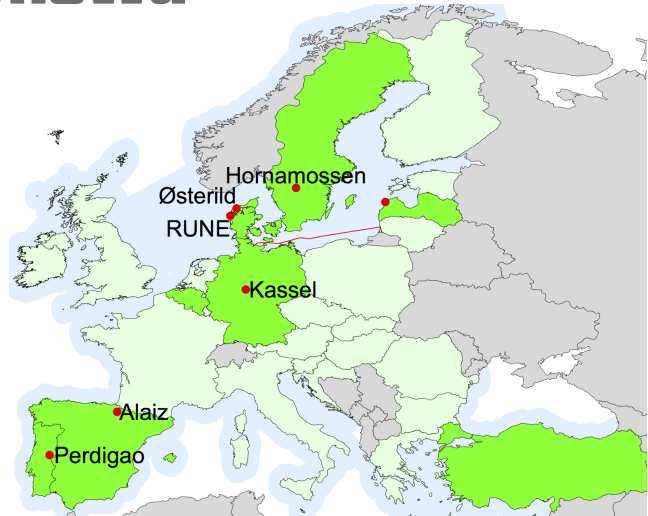 Hornamossen
Østerild
RUNE
Kassel
Alaiz
Perdigao